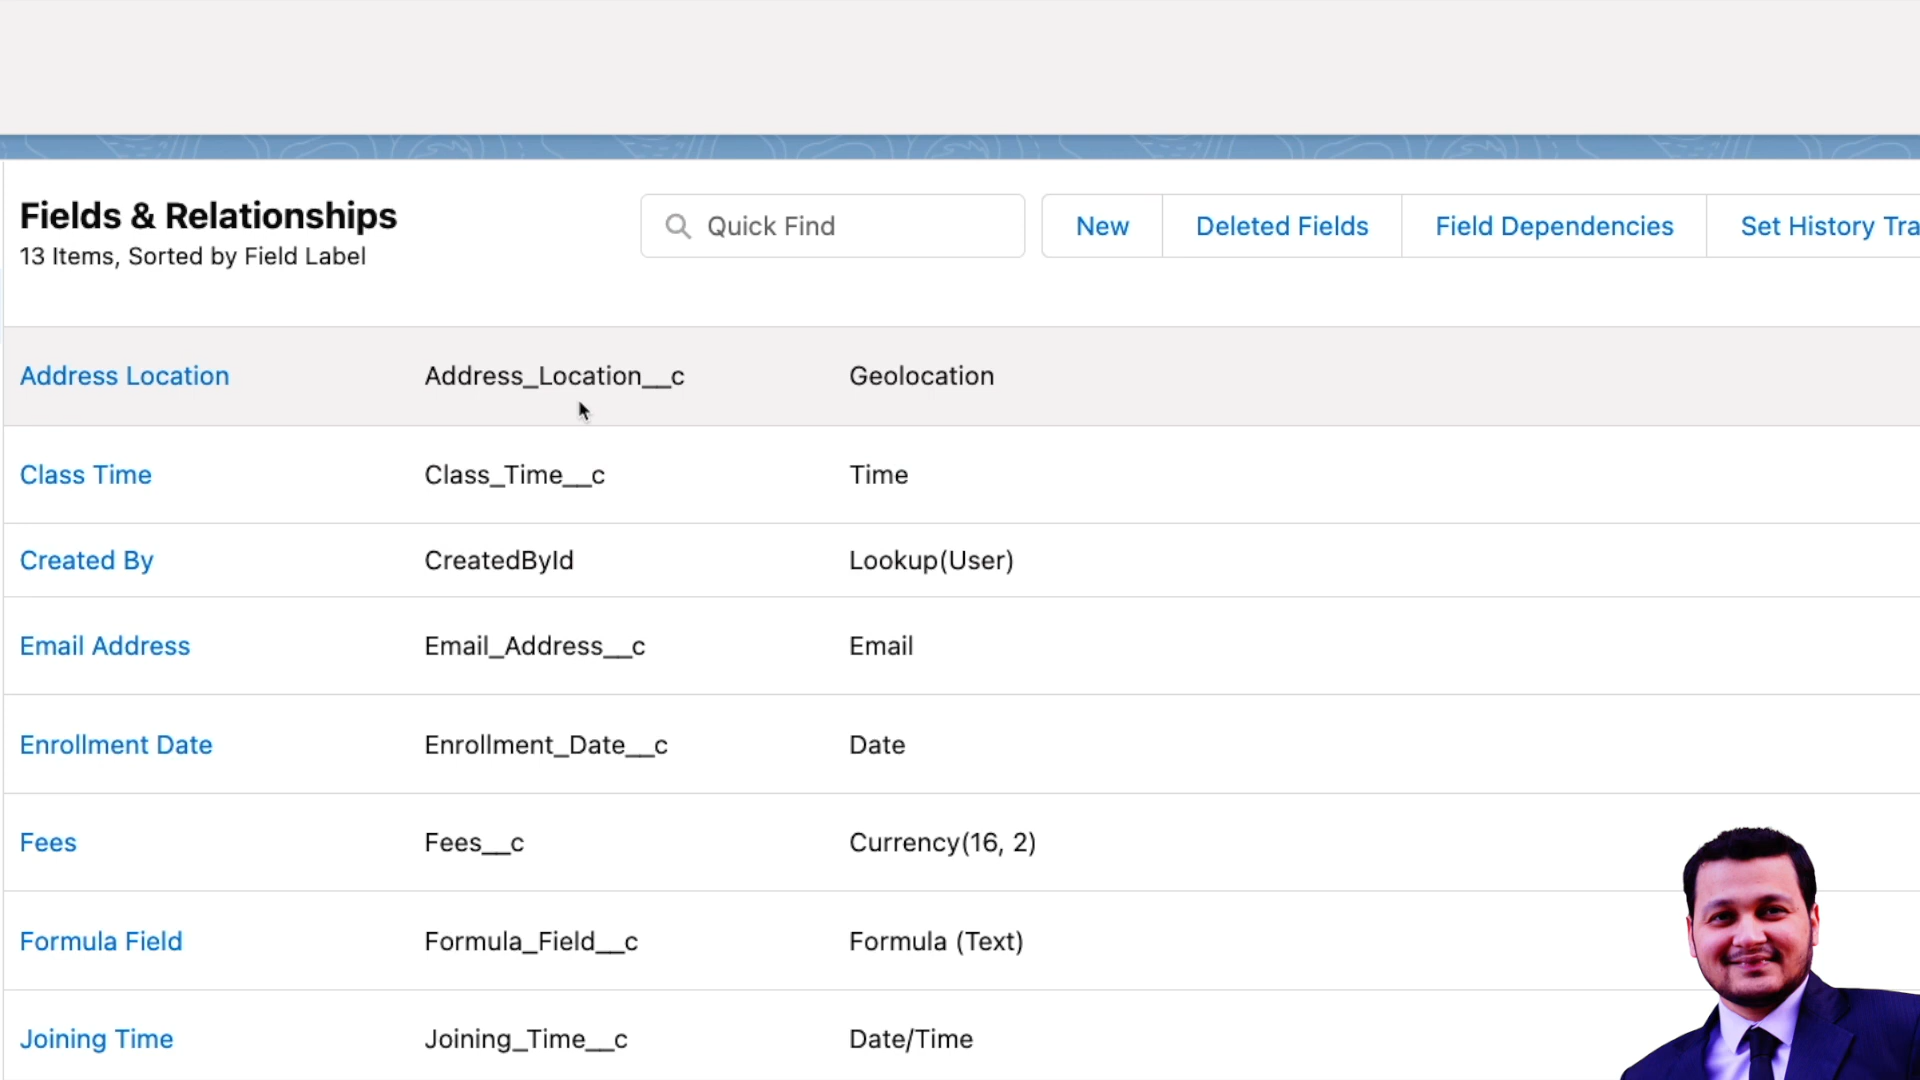 Fields & Relationships
13 Items, Sorted by Field Label
Quick Find
New
Deleted Fields
Field Dependencies
Set History Tra
Address Location Address_Location__c Geolocation
Class Time Class_Time__c Time
Created By CreatedById Lookup(User)
Email Address Email_Address__c Email
Enrollment Date Enrollment_Date__c Date
Fees Fees__c Currency(16, 2)
Formula Field Formula_Field__c Formula (Text)
Joining Time Joining_Time__c Date/Time